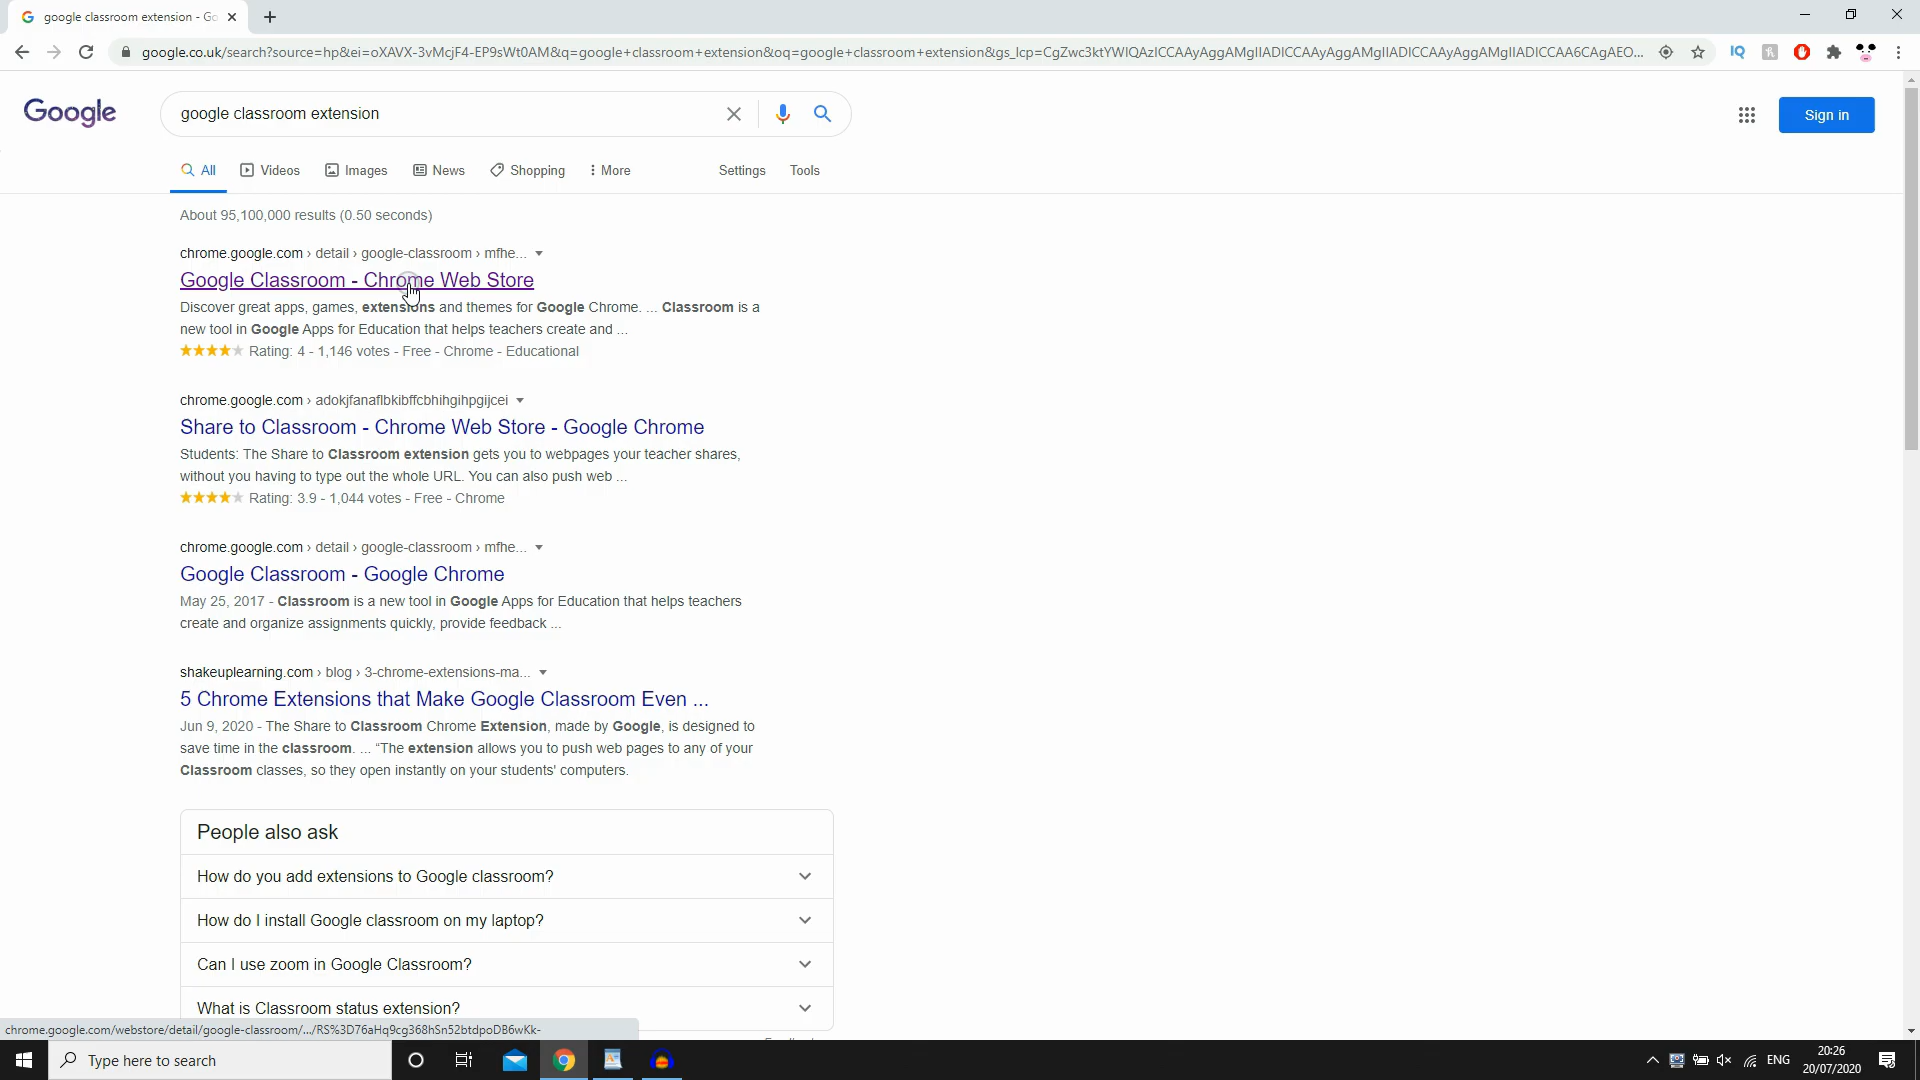 google classroom extension - Go
google.co.uk/search?source=hp&ei=oXAVX-3vMcjF4-EP9sWt0AM&q=google+classroom+extension&oq=google+classroom+extension&gs_lcp=CgZwc3ktYWIQAzICCAAyAggAMgIIADICCAAyAggAMgIIADICCAAyAggAMgIIADICCAA6CAgAEO...
Google
google classroom extension
Sign in
All Videos Images News Shopping More Settings Tools
About 95,100,000 results (0.50 seconds)
chrome.google.com › detail › google-classroom › mfhe...
Google Classroom - Chrome Web Store
Discover great apps, games, extensions and themes for Google Chrome. ... Classroom is a
new tool in Google Apps for Education that helps teachers create and ...
Rating: 4 - 1,146 votes - Free - Chrome - Educational
chrome.google.com › adokjfanaflbkibffcbhihgihpgijcei
Share to Classroom - Chrome Web Store - Google Chrome
Students: The Share to Classroom extension gets you to webpages your teacher shares,
without you having to type out the whole URL. You can also push web ...
Rating: 3.9 - 1,044 votes - Free - Chrome
chrome.google.com › detail › google-classroom › mfhe...
Google Classroom - Google Chrome
May 25, 2017 - Classroom is a new tool in Google Apps for Education that helps teachers
create and organize assignments quickly, provide feedback ...
shakeuplearning.com › blog › 3-chrome-extensions-ma...
5 Chrome Extensions that Make Google Classroom Even ...
Jun 9, 2020 - The Share to Classroom Chrome Extension, made by Google, is designed to
save time in the classroom. ... “The extension allows you to push web pages to any of your
Classroom classes, so they open instantly on your students' computers.
People also ask
How do you add extensions to Google classroom?
How do I install Google classroom on my laptop?
Can I use zoom in Google Classroom?
What is Classroom status extension?
chrome.google.com/webstore/detail/google-classroom/.../RS%3D76aHq9cg368hSn52btdpoDB6wKk-
Type here to search
ENG
20:26
20/07/2020